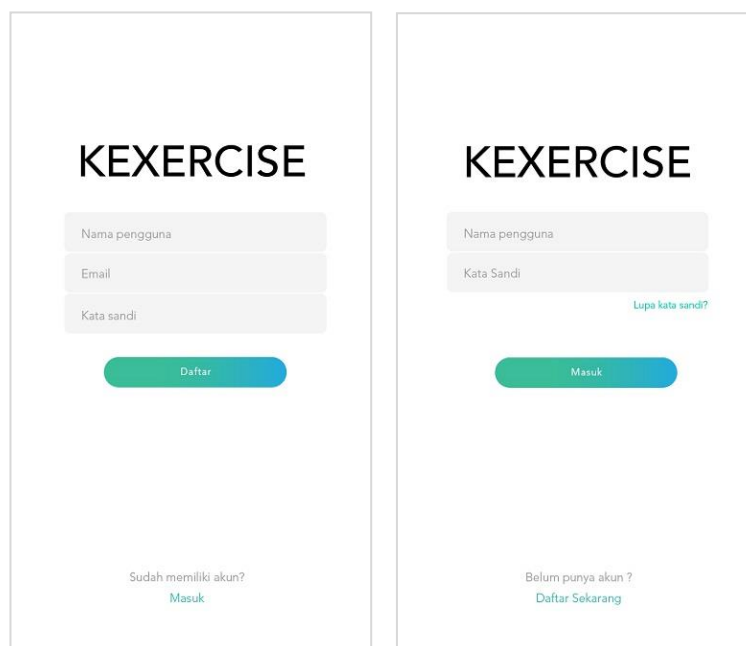 KEXERCISE
Nama pengguna
Email
Kata sandi
Daftar
Sudah memiliki akun?
Masuk
KEXERCISE
Nama pengguna
Kata Sandi
Lupa kata sandi?
Masuk
Belum punya akun ?
Daftar Sekarang